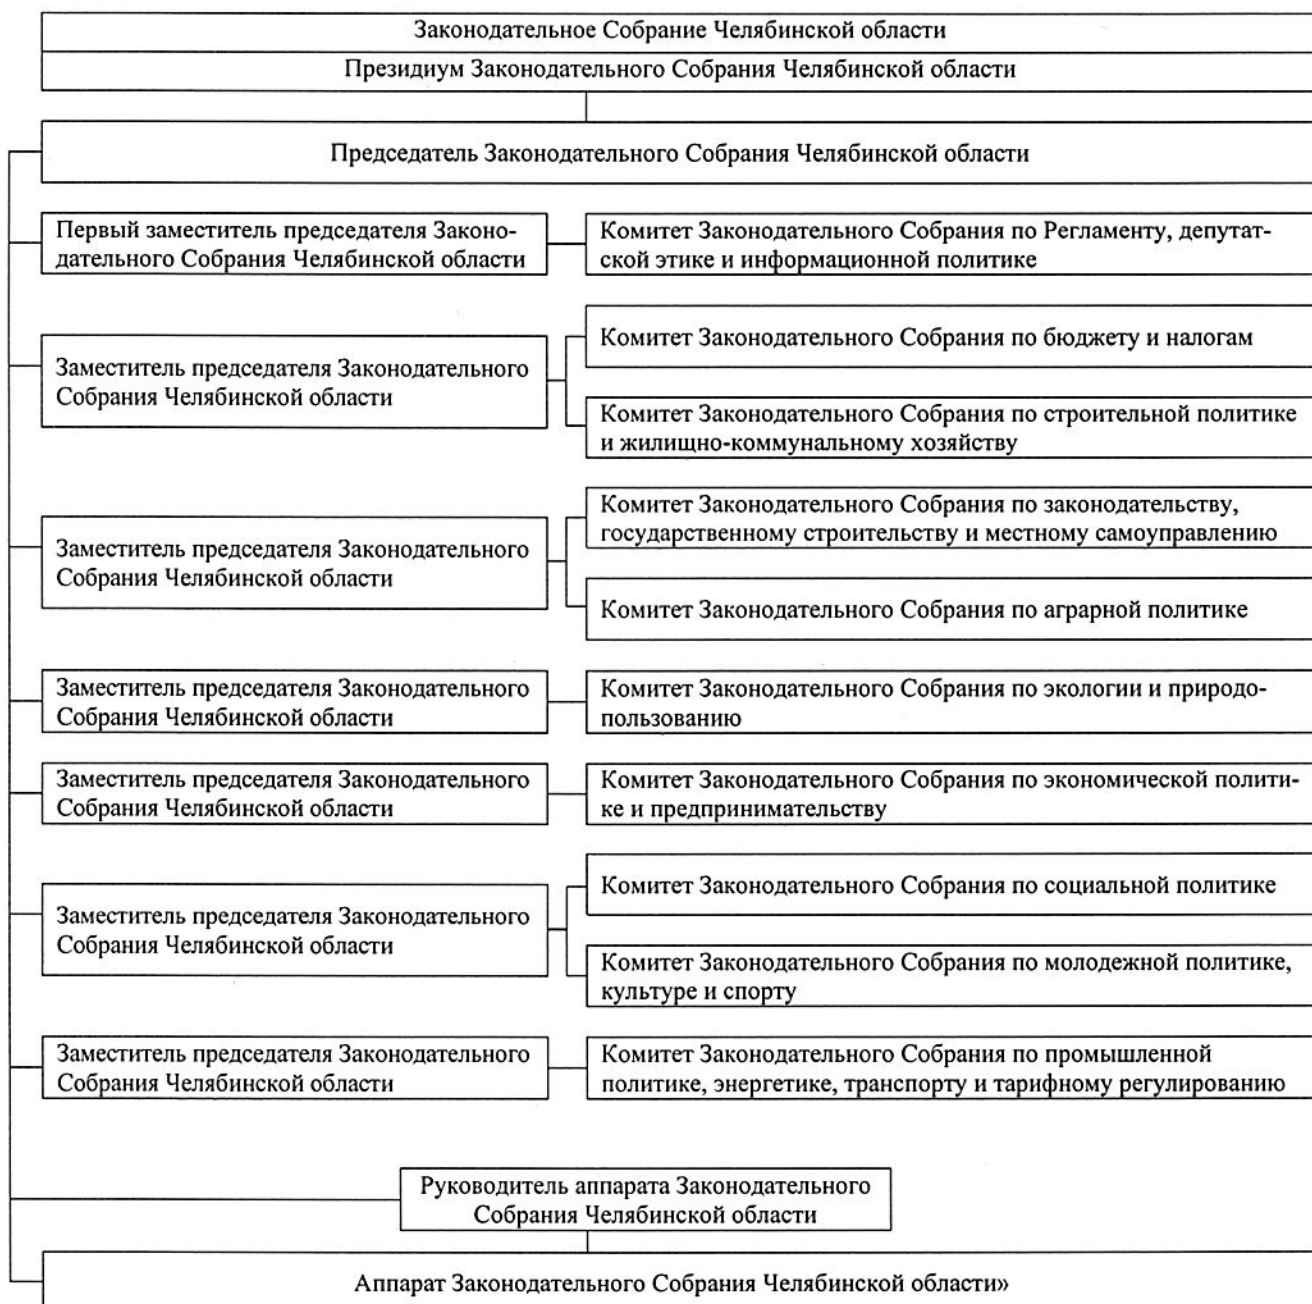 Законодательное Собрание Челябинской области
Президиум Законодательного Собрания Челябинской области
Председатель Законодательного Собрания Челябинской области
Первый заместитель председателя Законо-
дательного Собрания Челябинской области
Комитет Законодательного Собрания по Регламенту, депутат-
ской этике и информационной политике
Заместитель председателя Законодательного
Собрания Челябинской области
Комитет Законодательного Собрания по бюджету и налогам
Комитет Законодательного Собрания по строительной политике
и жилищно-коммунальному хозяйству
Заместитель председателя Законодательного
Собрания Челябинской области
Комитет Законодательного Собрания по законодательству,
государственному строительству и местному самоуправлению
Комитет Законодательного Собрания по аграрной политике
Заместитель председателя Законодательного
Собрания Челябинской области
Комитет Законодательного Собрания по экологии и природо-
пользованию
Заместитель председателя Законодательного
Собрания Челябинской области
Комитет Законодательного Собрания по экономической полити-
ке и предпринимательству
Заместитель председателя Законодательного
Собрания Челябинской области
Комитет Законодательного Собрания по социальной политике
Комитет Законодательного Собрания по молодежной политике,
культуре и спорту
Заместитель председателя Законодательного
Собрания Челябинской области
Комитет Законодательного Собрания по промышленной
политике, энергетике, транспорту и тарифному регулированию
Руководитель аппарата Законодательного
Собрания Челябинской области
Аппарат Законодательного Собрания Челябинской области»